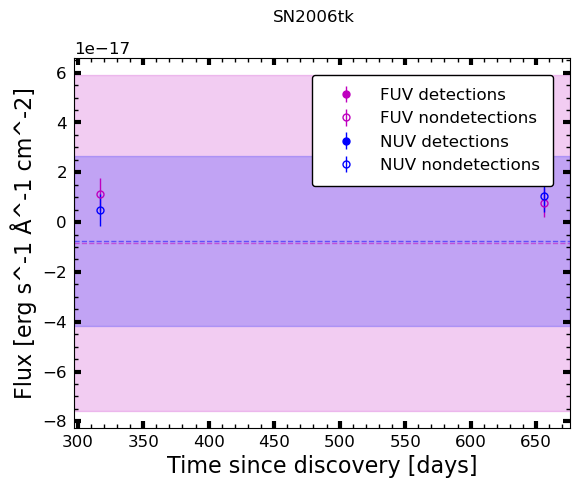 SN2006tk
1e−17
Flux [erg s^-1 Å^-1 cm^-2]
6
4
2
0
−2
−4
−6
−8
FUV detections
FUV nondetections
NUV detections
NUV nondetections
300 350 400 450 500 550 600 650
Time since discovery [days]